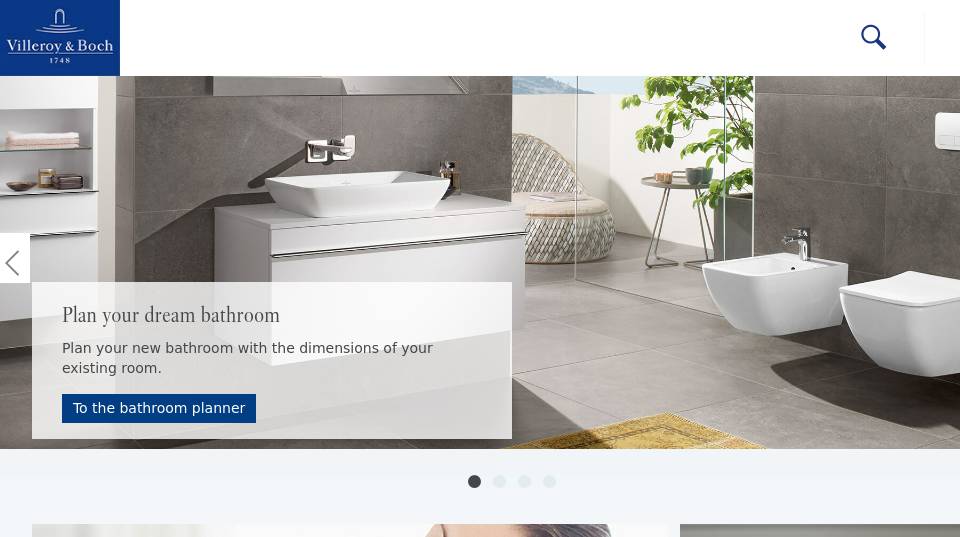 Villeroy & Boch
1748
Plan your dream bathroom
Plan your new bathroom with the dimensions of your
existing room.
To the bathroom planner